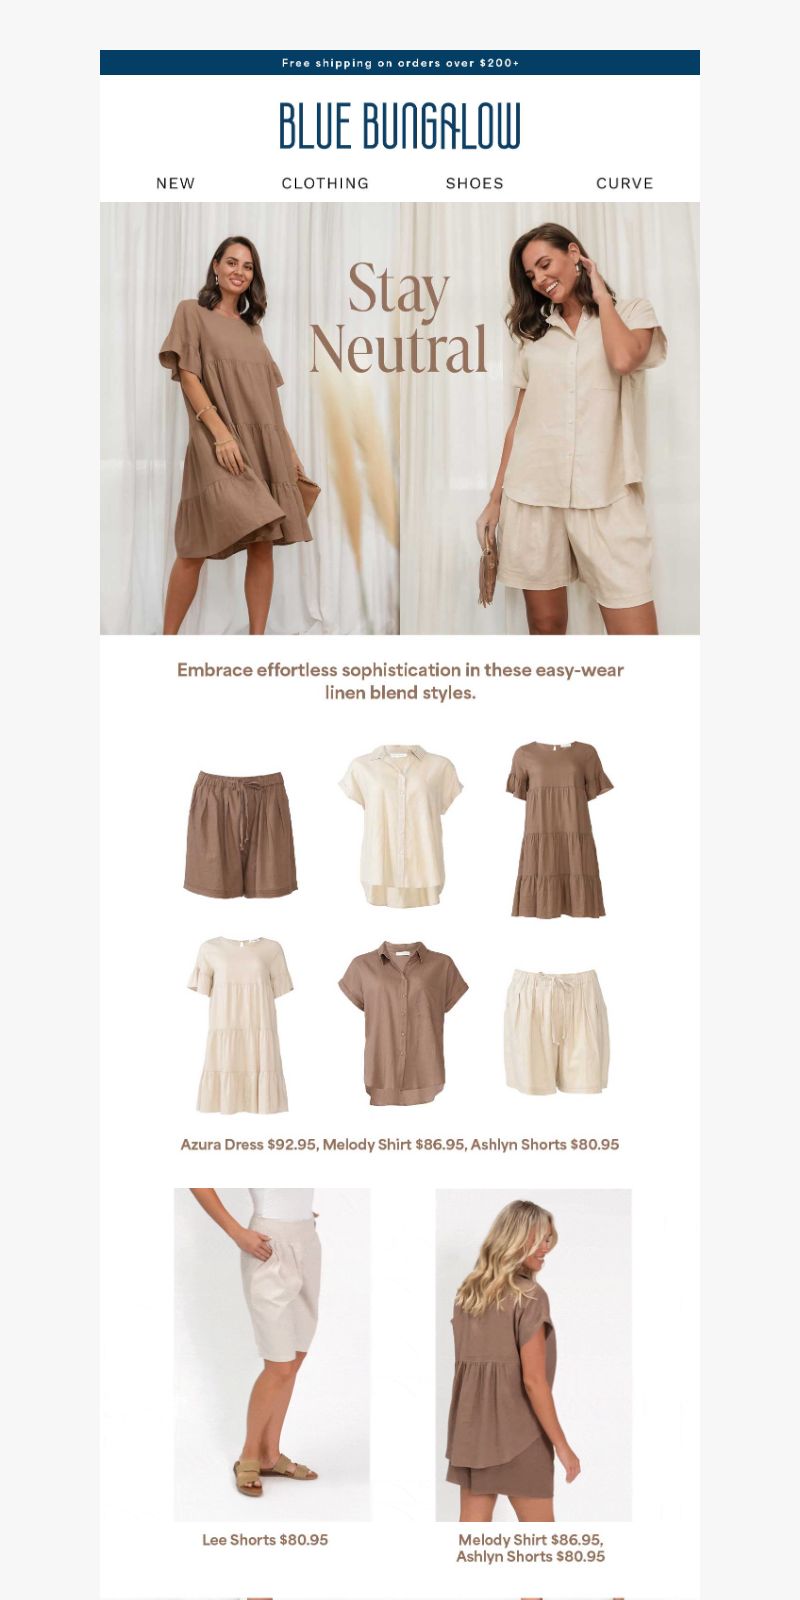 Free shipping on orders over $200+
BLUE BUNGALOW
NEW CLOTHING SHOES CURVE
Stay
Neutral
Embrace effortless sophistication in these easy-wear
linen blend styles.
Azura Dress $92.95, Melody Shirt $86.95, Ashlyn Shorts $80.95
Lee Shorts $80.95
Melody Shirt $86.95,
Ashlyn Shorts $80.95